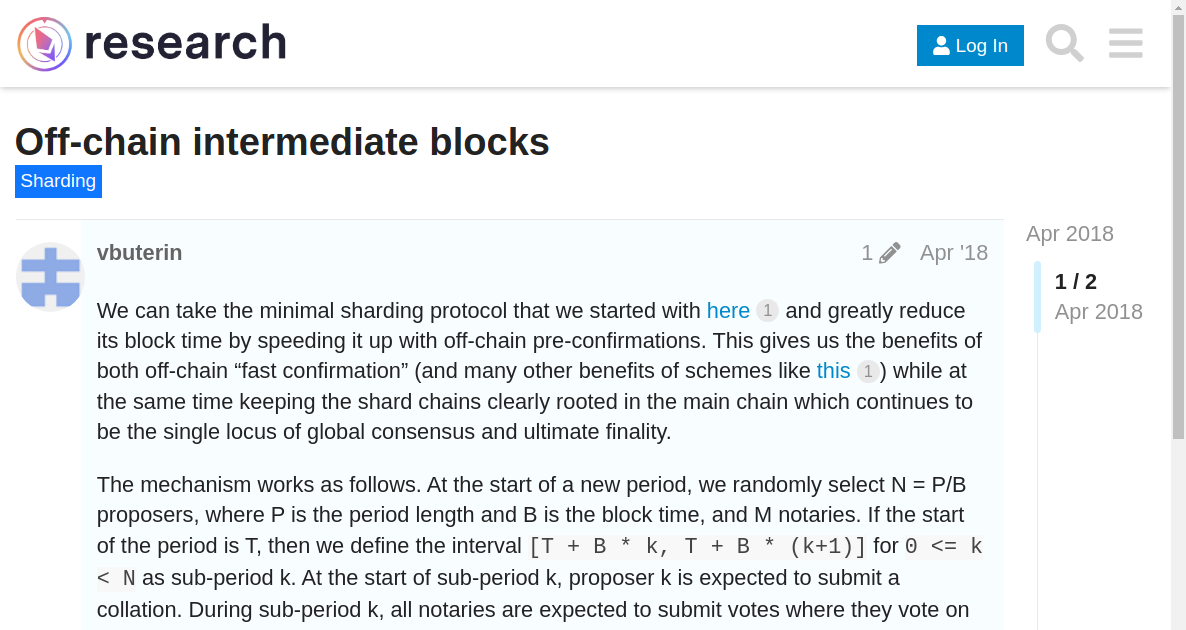 research
Log In
Off-chain intermediate blocks
Sharding
vbuterin
1
Apr '18
We can take the minimal sharding protocol that we started with here 1 and greatly reduce
its block time by speeding it up with off-chain pre-confirmations. This gives us the benefits of
both off-chain “fast confirmation” (and many other benefits of schemes like this 1) while at
the same time keeping the shard chains clearly rooted in the main chain which continues to
be the single locus of global consensus and ultimate finality.
The mechanism works as follows. At the start of a new period, we randomly select N = P/B
proposers, where P is the period length and B is the block time, and M notaries. If the start
of the period is T, then we define the interval [T + B * k, T + B * (k+1)] for 0 <= k
< N as sub-period k. At the start of sub-period k, proposer k is expected to submit a
collation. During sub-period k, all notaries are expected to submit votes where they vote on
Apr 2018
1 / 2
Apr 2018